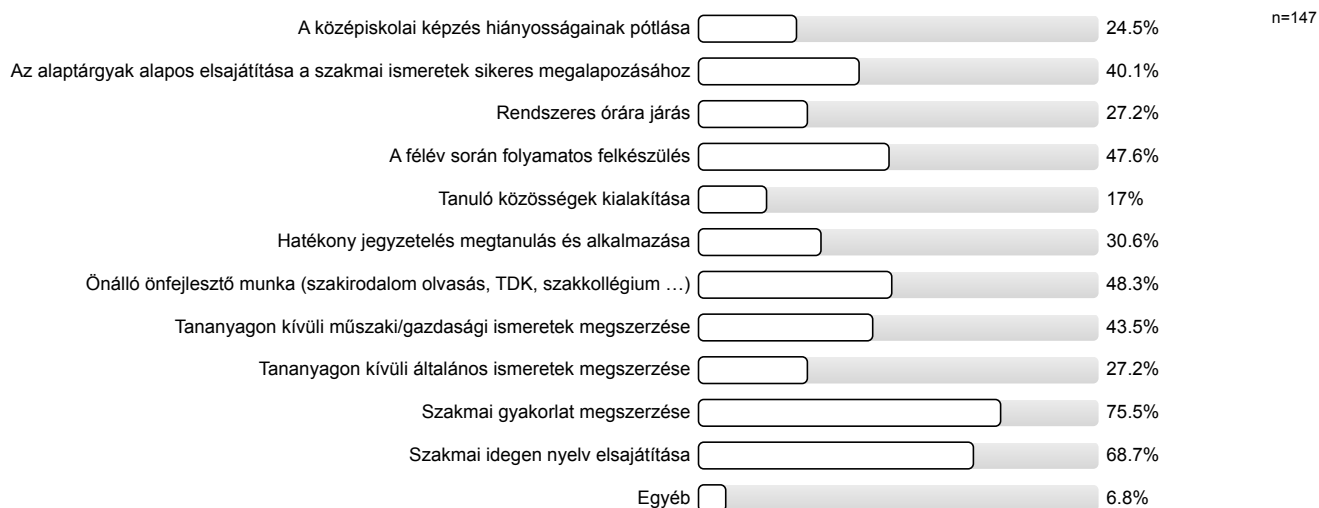 A középiskolai képzés hiányosságainak pótlása 24.5% n=147
Az alaptárgyak alapos elsajátítása a szakmai ismeretek sikeres megalapozásához 40.1%
Rendszeres órára járás 27.2%
A félév során folyamatos felkészülés 47.6%
Tanuló közösségek kialakítása 17%
Hatékony jegyzetelés megtanulás és alkalmazása 30.6%
Önálló önfejlesztő munka (szakirodalom olvasás, TDK, szakkollégium …) 48.3%
Tananyagon kívüli műszaki/gazdasági ismeretek megszerzése 43.5%
Tananyagon kívüli általános ismeretek megszerzése 27.2%
Szakmai gyakorlat megszerzése 75.5%
Szakmai idegen nyelv elsajátítása 68.7%
Egyéb 6.8%